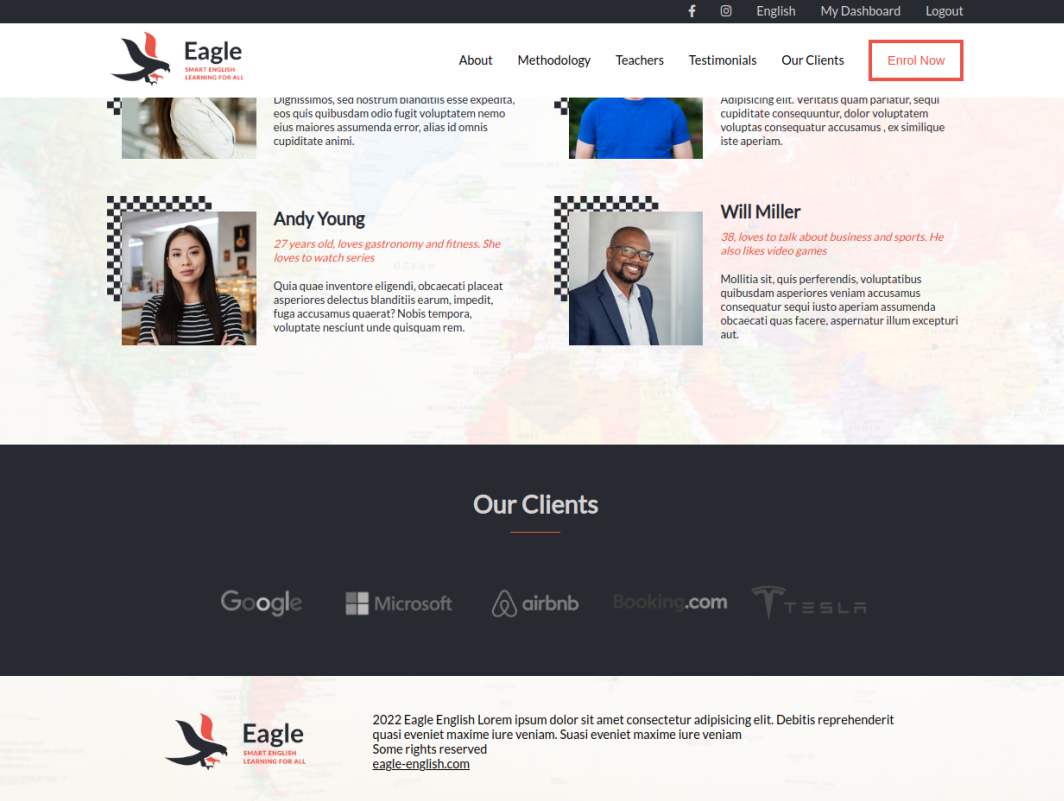 English
My Dashboard
Logout
Eagle
SMART ENGLISH
LEARNING FOR ALL
About
Methodology
Teachers
Testimonials
Our Clients
Enrol Now
Dignissimos, sed nostrum blanditiis esse expedita,
eos quis quibusdam odio fugit voluptatem nemo
eius maiores assumenda error, alias id omnis
cupiditate animi.
Adipisicing elit. Veritatis quam pariatur, sequi
cupiditate consequuntur, dolor voluptatem
voluptas consequatur accusamus , ex similique
iste aperiam.
Andy Young
27 years old, loves gastronomy and fitness. She
loves to watch series
Quia quae inventore eligendi, obcaecati placeat
asperiores delectus blanditiis earum, impedit,
fuga accusamus quaerat? Nobis tempora,
voluptate nesciunt unde quisquam rem.
Will Miller
38, loves to talk about business and sports. He
also likes video games
Mollitia sit, quis perferendis, voluptatibus
quibusdam asperiores veniam accusamus
consequatur sequi iusto aperiam assumenda
obcaecati quas facere, aspernatur illum excepturi
aut.
Our Clients
Google
Microsoft
airbnb
Booking.com
TESLA
Eagle
SMART ENGLISH
LEARNING FOR ALL
2022 Eagle English Lorem ipsum dolor sit amet consectetur adipisicing elit. Debitis reprehenderit
quasi eveniet maxime iure veniam. Suasi eveniet maxime iure veniam
Some rights reserved
eagle-english.com